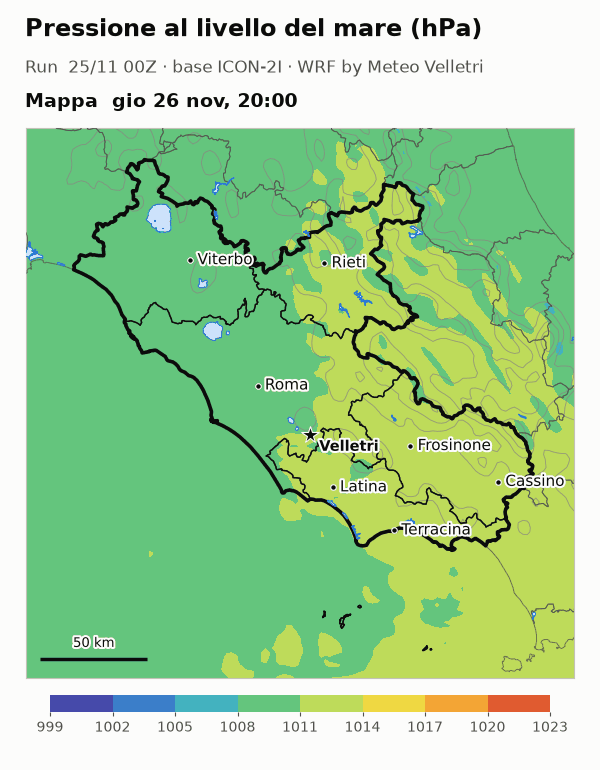 Pressione al livello del mare (hPa)
Run 25/11 00Z · base ICON-2I · WRF by Meteo Velletri
Mappa gio 26 nov, 20:00
Viterbo
Rieti
Roma
Velletri
Frosinone
Latina
Cassino
Terracina
50 km
999 1002 1005 1008 1011 1014 1017 1020 1023